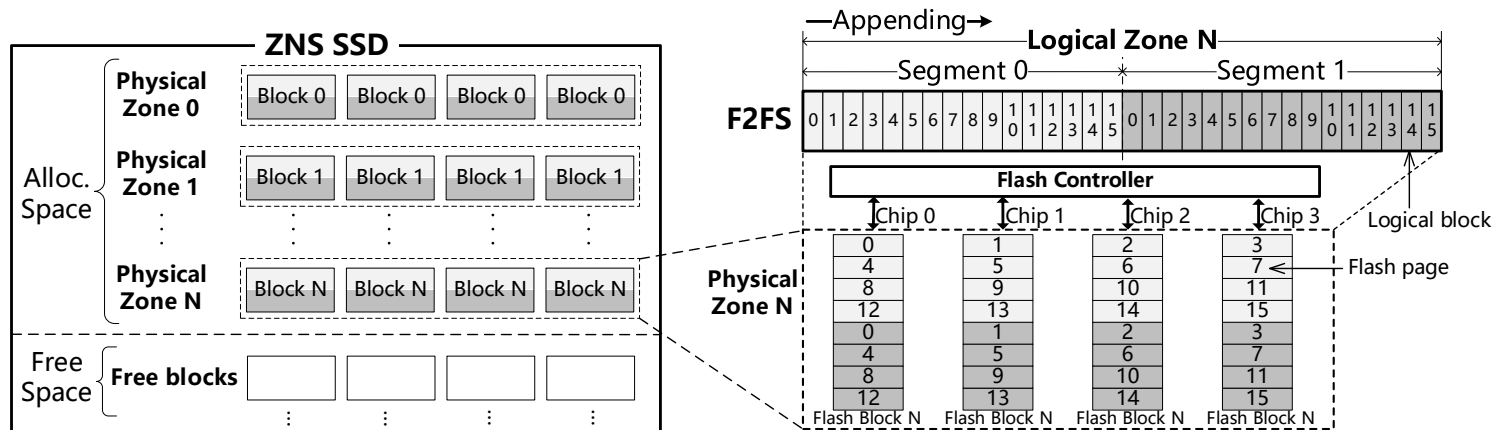 ZNS SSD
Alloc.
Space
Physical
Zone 0
Block 0 Block 0 Block 0 Block 0
Physical
Zone 1
Block 1 Block 1 Block 1 Block 1
Physical
Zone N
Block N Block N Block N Block N
Free
Space
Free blocks
Appending
Logical Zone N
Segment 0 Segment 1
F2FS
0 1 2 3 4 5 6 7 8 9 10 11 12 13 14 15 0 1 2 3 4 5 6 7 8 9 10 11 12 13 14 15
Flash Controller
Chip 0 Chip 1 Chip 2 Chip 3
Logical block
Physical
Zone N
0 1 2 3
4 5 6 7
Flash page
8 9 10 11
12 13 14 15
0 1 2 3
4 5 6 7
8 9 10 11
12 13 14 15
Flash Block N Flash Block N Flash Block N Flash Block N